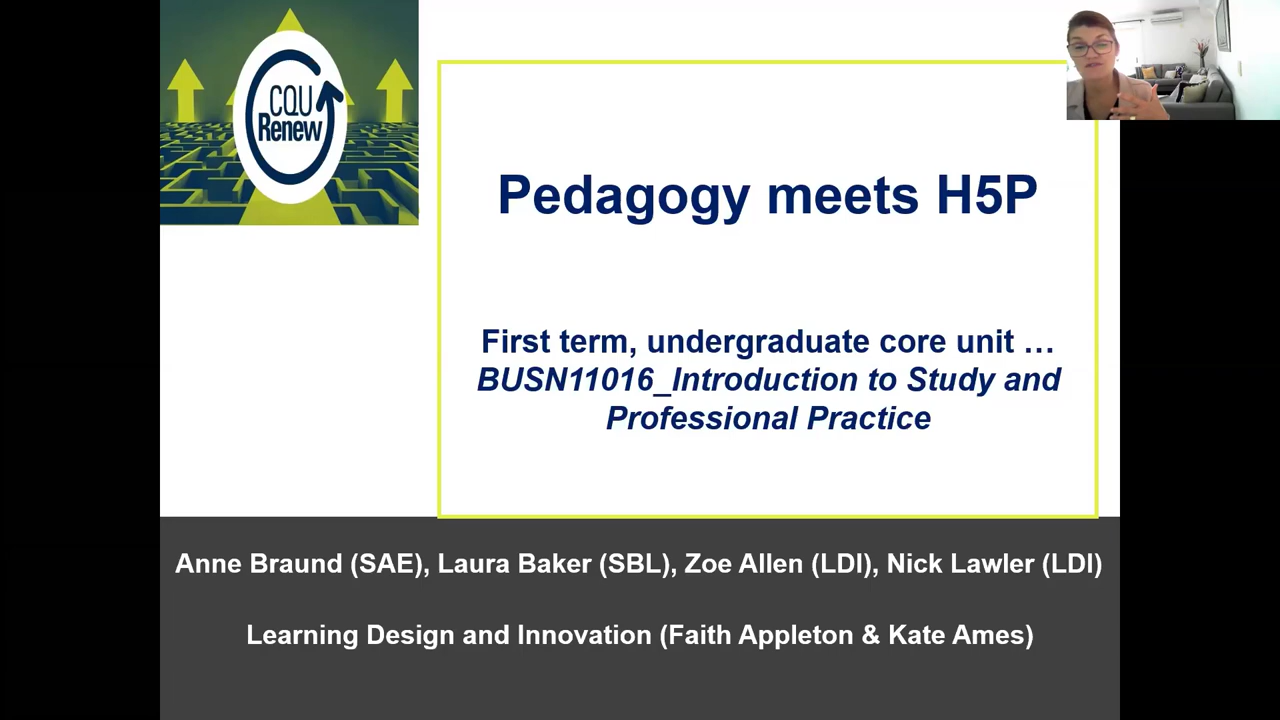 CQU
Renew
Pedagogy meets H5P
First term, undergraduate core unit …
BUSN11016_Introduction to Study and
Professional Practice
Anne Braund (SAE), Laura Baker (SBL), Zoe Allen (LDI), Nick Lawler (LDI)
Learning Design and Innovation (Faith Appleton & Kate Ames)